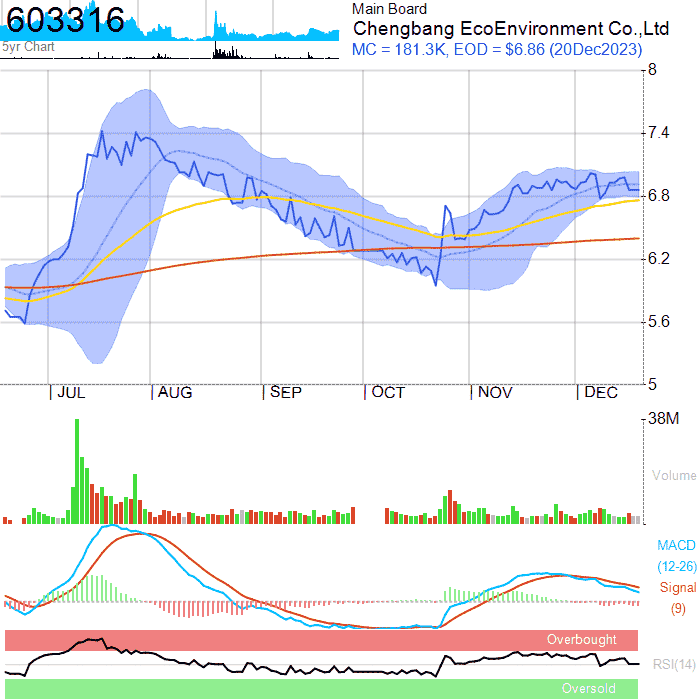 603316
5yr Chart
Main Board
Chengbang EcoEnvironment Co.,Ltd
MC = 181.3K, EOD = $6.86 (20Dec2023)
8
7.4
6.8
6.2
5.6
5
JUL AUG SEP OCT NOV DEC
38M
Volume
MACD
(12-26)
Signal
(9)
Overbought
RSI(14)
Oversold